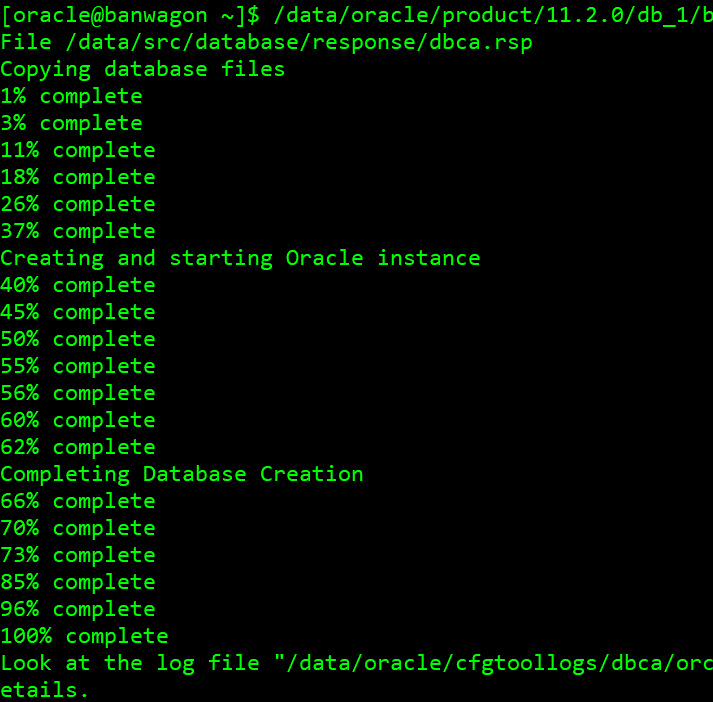 [oracle@banwagon ~]$ /data/oracle/product/11.2.0/db_1/b
File /data/src/database/response/dbca.rsp
Copying database files
1% complete
3% complete
11% complete
18% complete
26% complete
37% complete
Creating and starting Oracle instance
40% complete
45% complete
50% complete
55% complete
56% complete
60% complete
62% complete
Completing Database Creation
66% complete
70% complete
73% complete
85% complete
96% complete
100% complete
Look at the log file "/data/oracle/cfgtoollogs/dbca/orc
etails.